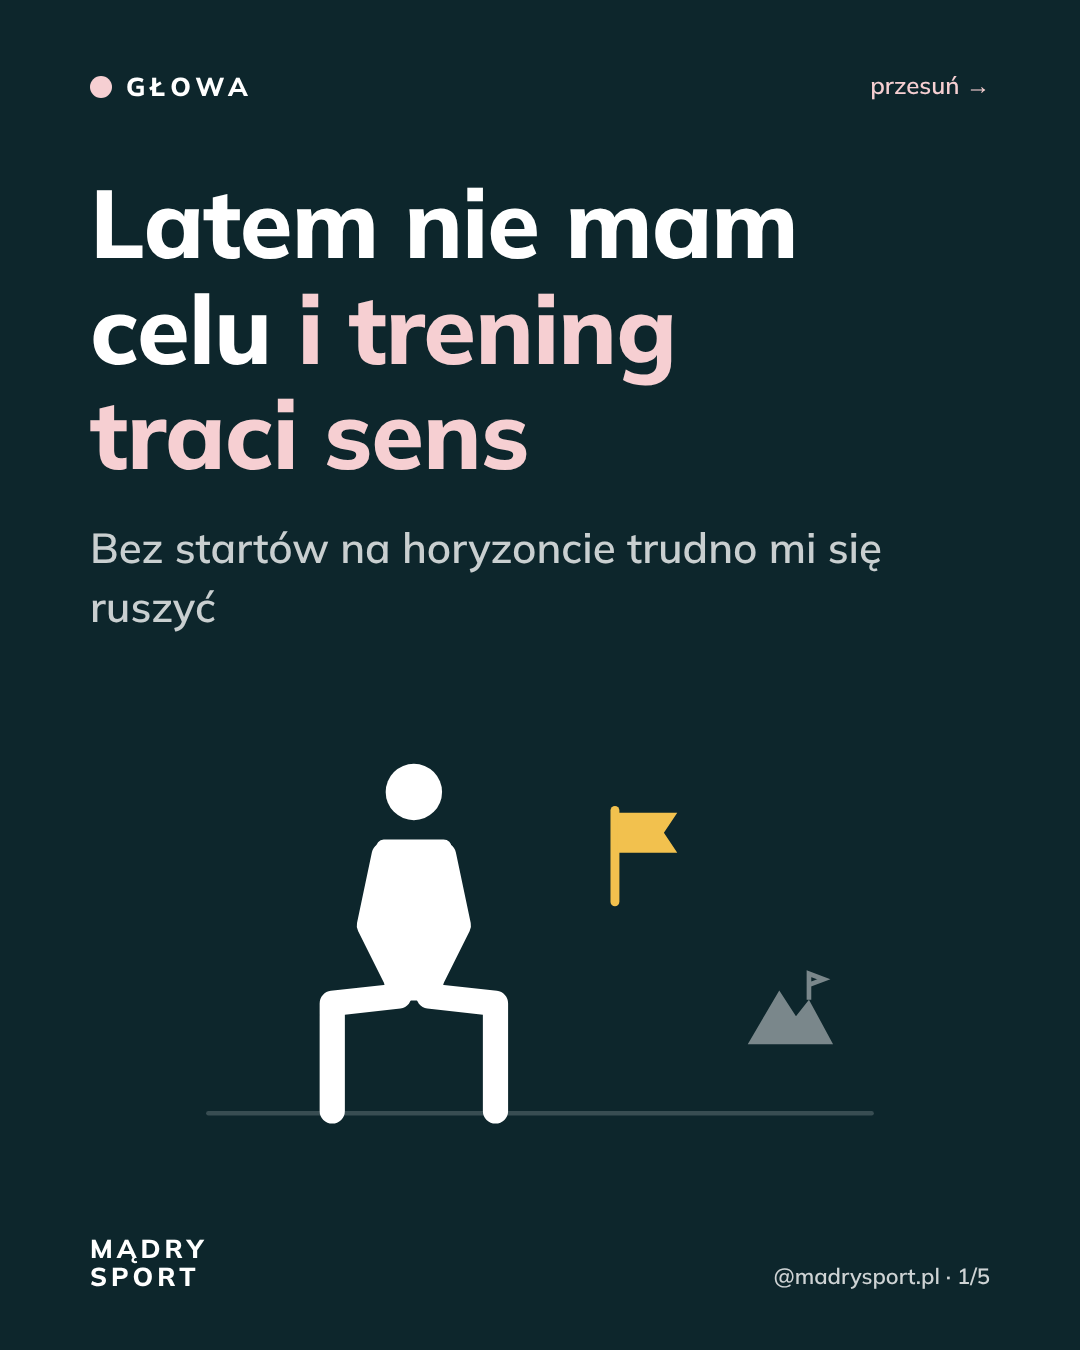 GŁOWA
przesuń →
Latem nie mam
celu i trening
traci sens
Bez startów na horyzoncie trudno mi się
ruszyć
MĄDRY
SPORT
@madrysport.pl · 1/5